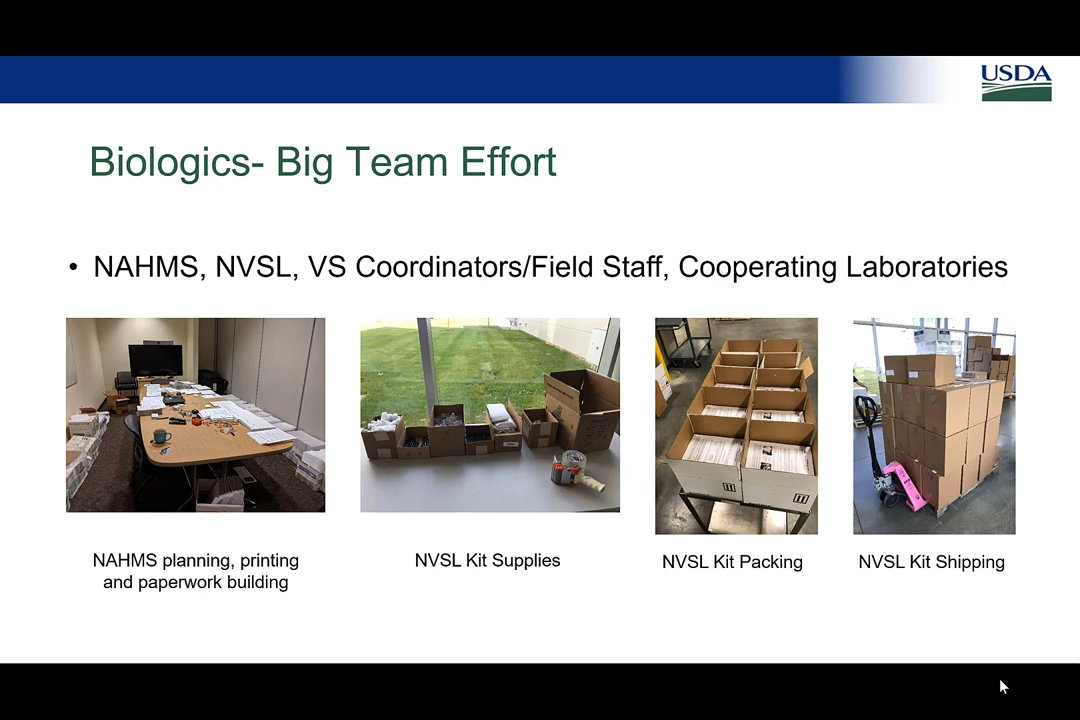 USDA
Biologics- Big Team Effort
• NAHMS, NVSL, VS Coordinators/Field Staff, Cooperating Laboratories
NAHMS planning, printing
and paperwork building
NVSL Kit Supplies
NVSL Kit Packing
NVSL Kit Shipping